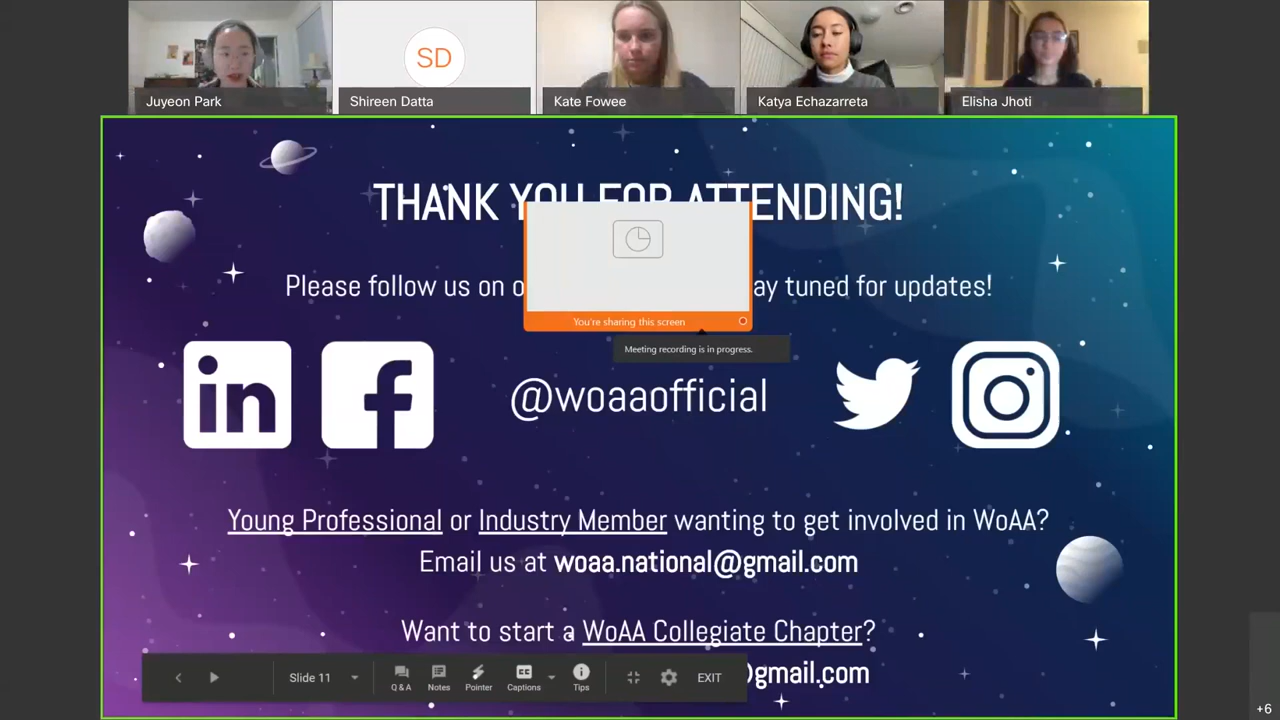 SD
Juyeon Park
Shireen Datta
Kate Fowee
Katya Echazarreta
Elisha Jhoti
THANK YOU FOR ATTENDING!
Please follow us on ay tuned for updates!
You're sharing this screen
Meeting recording is in progress.
in f @woaaofficial
Young Professional or Industry Member wanting to get involved in WoAA?
Email us at woaa.national@gmail.com
Want to start a WoAA Collegiate Chapter?
@gmail.com
Slide 11
Q & A
Notes
Pointer
CC
Captions
Tips
EXIT
+6